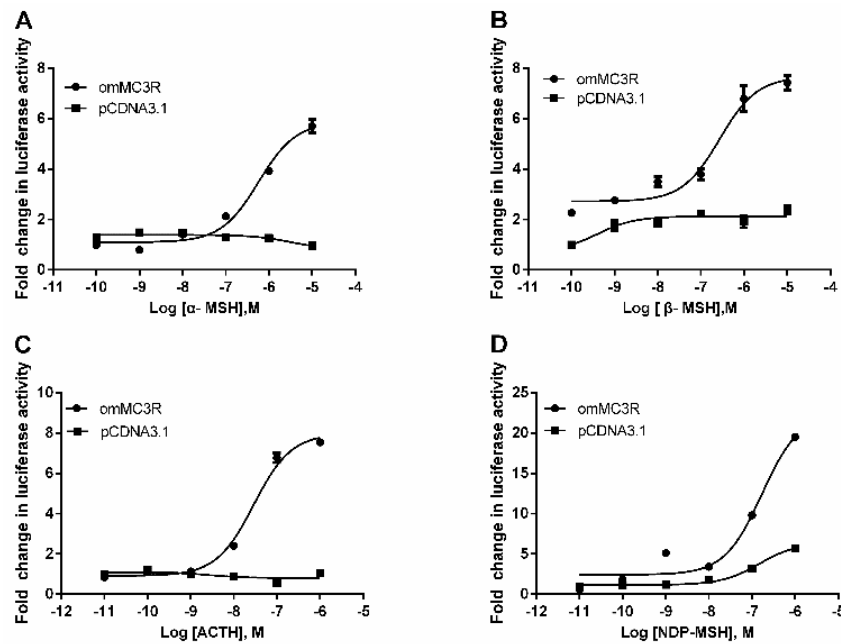 A
Fold change in luciferase activity
8
6
4
2
0
omMC3R
pCDNA3.1
-11 -10 -9 -8 -7 -6 -5 -4
Log [α- MSH],M
B
Fold change in luciferase activity
8
6
4
2
0
omMC3R
pCDNA3.1
-11 -10 -9 -8 -7 -6 -5 -4
Log [ β- MSH],M
C
Fold change in luciferase activity
10
8
6
4
2
0
omMC3R
pCDNA3.1
-12 -11 -10 -9 -8 -7 -6 -5
Log [ACTH], M
D
Fold change in luciferase activity
25
20
15
10
5
0
omMC3R
pCDNA3.1
-12 -11 -10 -9 -8 -7 -6 -5
Log [NDP-MSH], M